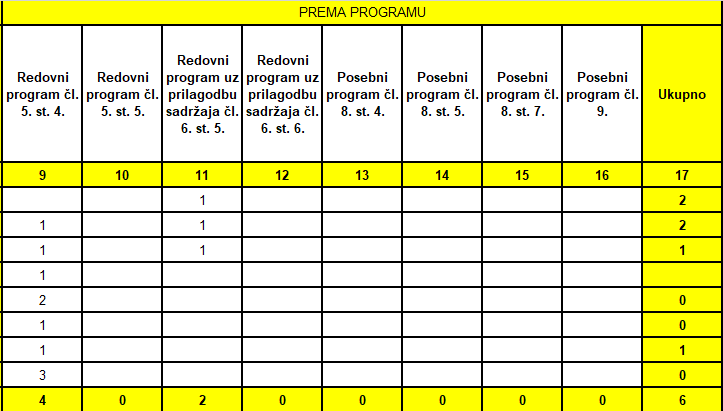 PREMA PROGRAMU
Redovni program čl. 5. st. 4. Redovni program čl. 5. st. 5. Redovni program uz prilagodbu sadržaja čl. 6. st. 5. Redovni program uz prilagodbu sadržaja čl. 6. st. 6. Posebni program čl. 8. st. 4. Posebni program čl. 8. st. 5. Posebni program čl. 8. st. 7. Posebni program čl. 9. Ukupno
9 10 11 12 13 14 15 16 17
1 2
1 1 2
1 1 1
1
2 0
1 0
1 1
3 0
4 0 2 0 0 0 0 0 6